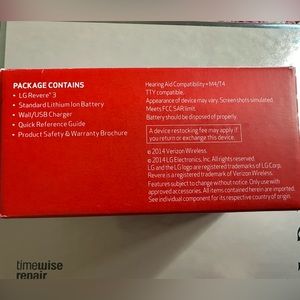 PACKAGE CONTAINS
• LG Revere™ 3
• Standard Lithium Ion Battery
• Wall/USB Charger
• Quick Reference Guide
• Product Safety & Warranty Brochure
Hearing Aid Compatibility = M4/T4
TTY compatible.
Appearance of device may vary. Screenshots simulated.
Meets FCC SAR limit.
Battery should be disposed of properly.
A device restocking fee may apply if
you return or exchange this device.
© 2014 Verizon Wireless.
© 2014 LG Electronics, Inc. All rights reserved.
LG and the LG logo are registered trademarks of LG Corp.
Revere is a registered trademark of Verizon Wireless.
Features subject to change without notice. Only use with
approved accessories. All items contained herein are imported.
See individual component for its respective country of origin.
timewise
repair